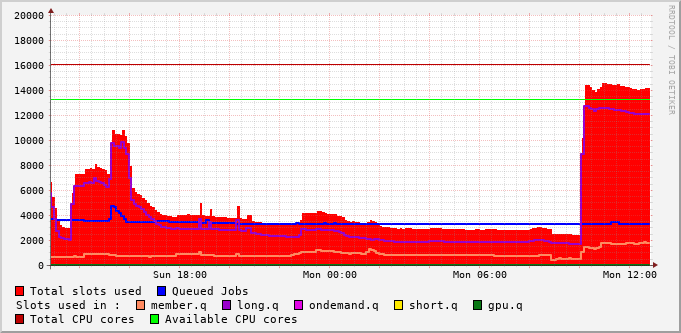 20000
18000
16000
14000
12000
10000
8000
6000
4000
2000
0
Sun 18:00 Mon 00:00 Mon 06:00 Mon 12:00
RRDTOOL / TOBI OETIKER
Total slots used Queued Jobs
Slots used in : member.q long.q ondemand.q short.q gpu.q
Total CPU cores Available CPU cores